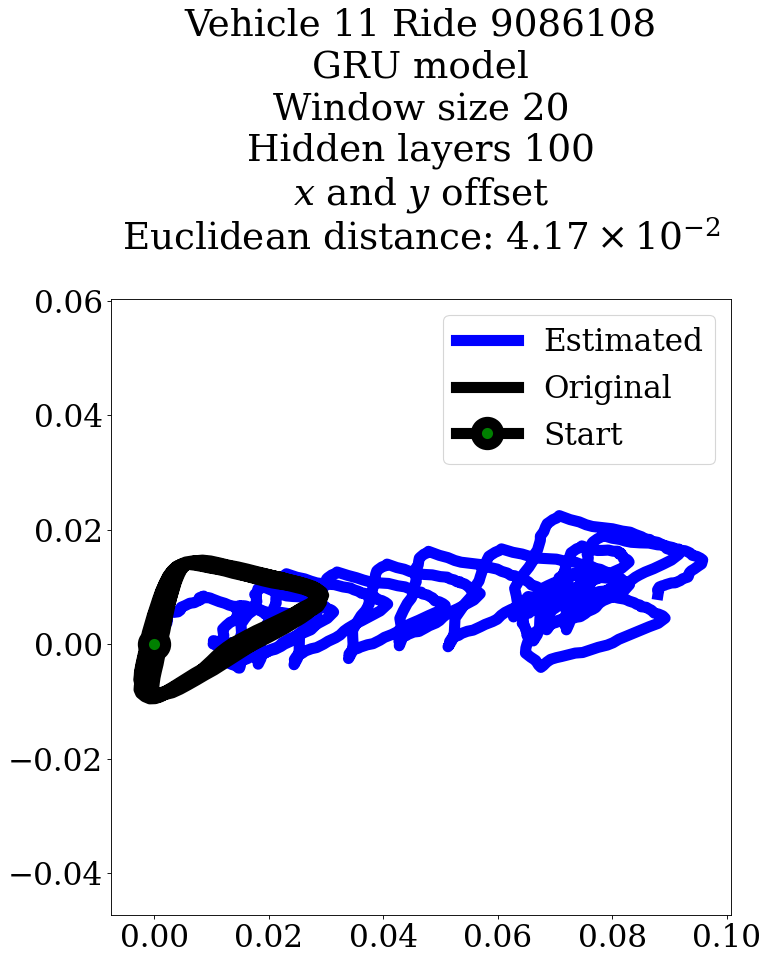 Vehicle 11 Ride 9086108
GRU model
Window size 20
Hidden layers 100
x and y offset
Euclidean distance: 4.17 × 10⁻²
Estimated
Original
Start
0.06
0.04
0.02
0.00
−0.02
−0.04
0.00 0.02 0.04 0.06 0.08 0.10